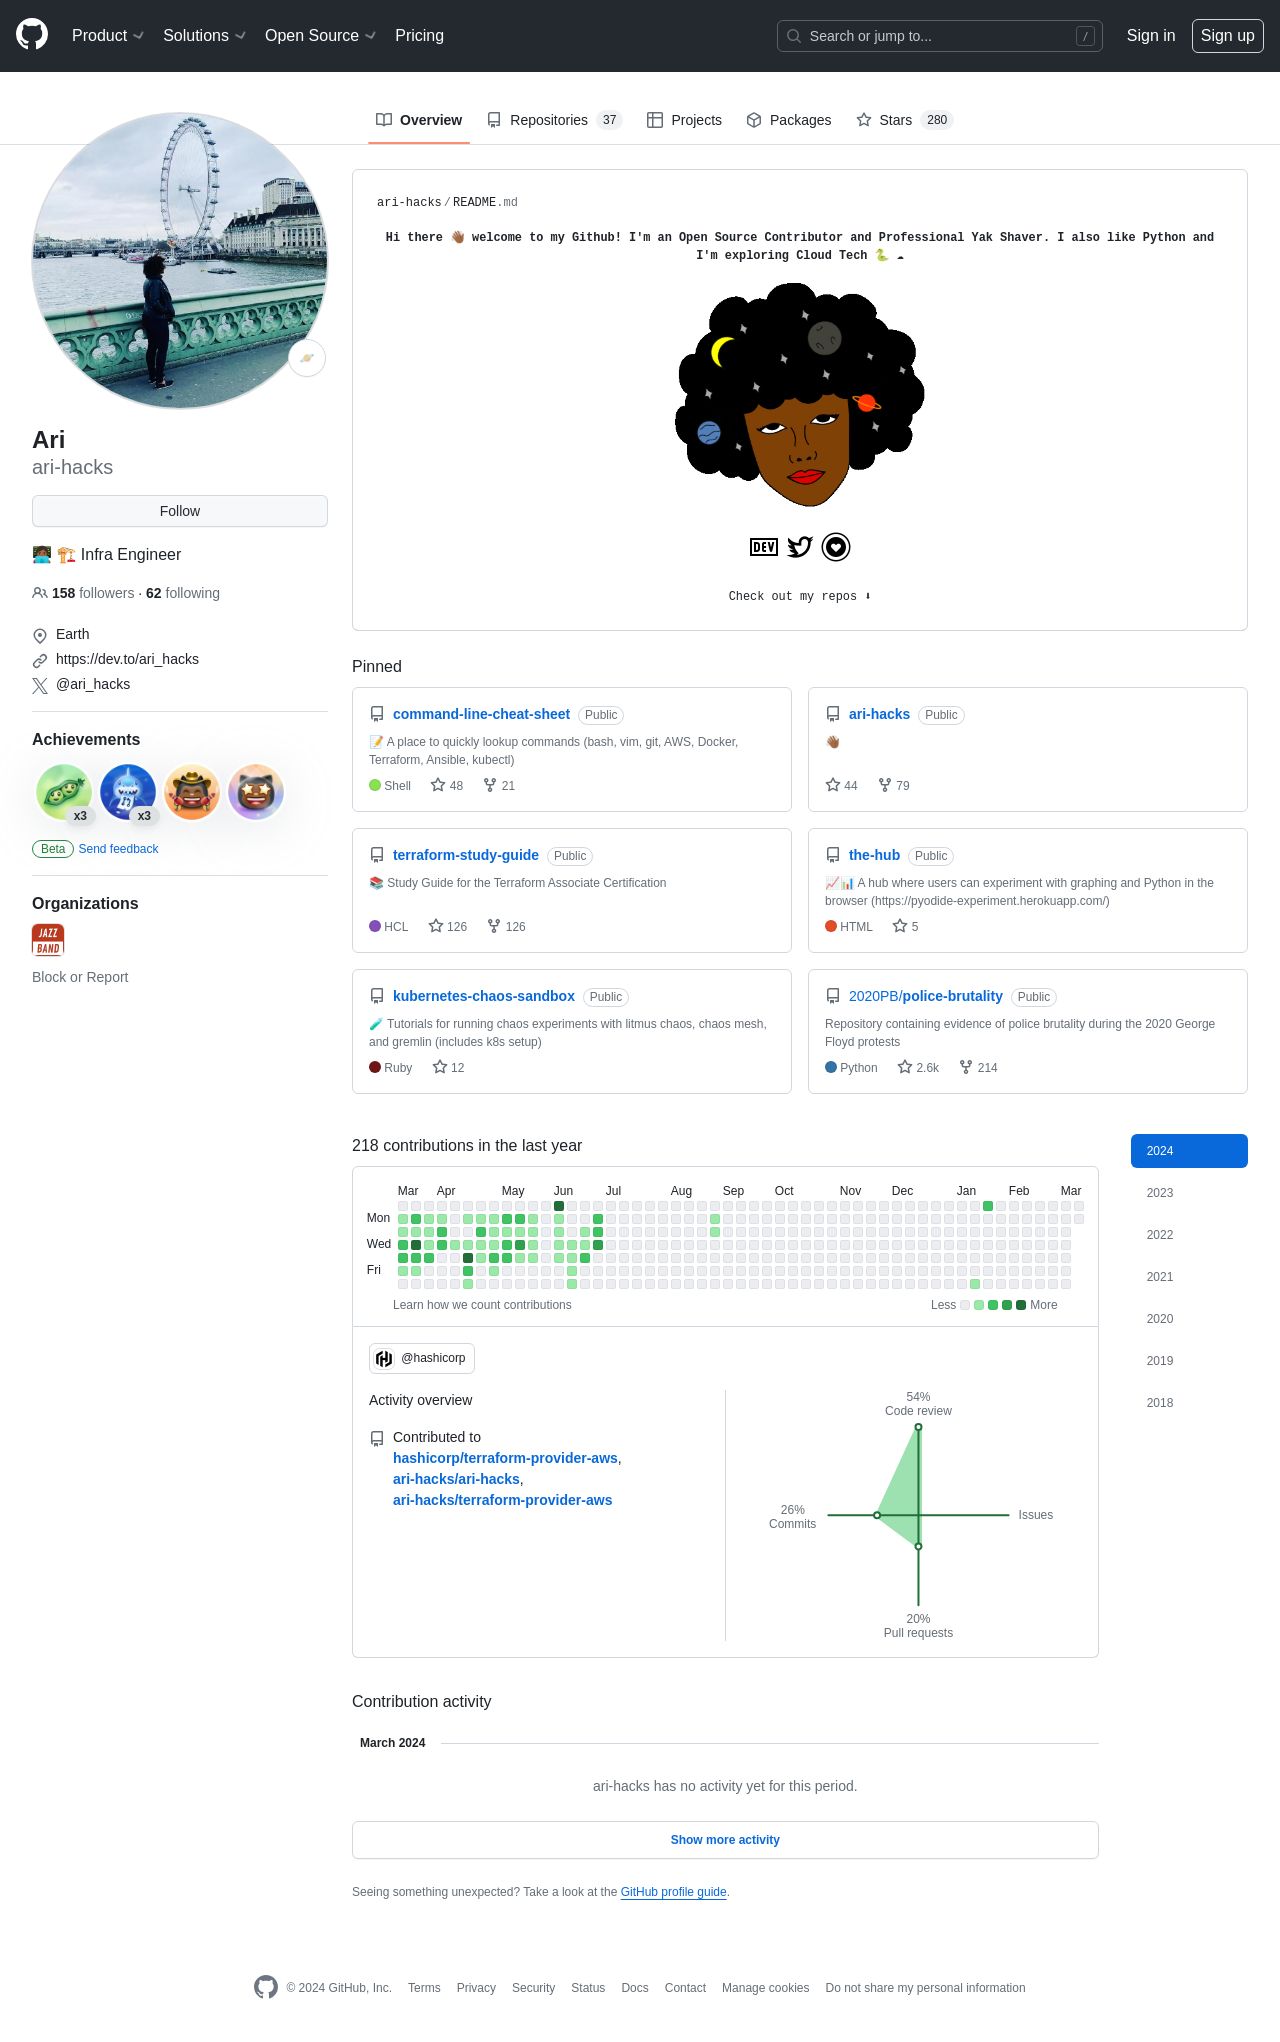 Product Solutions Open Source Pricing Search or jump to... / Sign in Sign up
Overview Repositories 37 Projects Packages Stars 280
ari-hacks/README.md
Hi there 👋🏾 welcome to my Github! I'm an Open Source Contributor and Professional Yak Shaver. I also like Python and
I'm exploring Cloud Tech 🐍 ☁
DEV
Check out my repos ⬇
Ari
ari-hacks
Follow
👩🏾‍💻 🏗️ Infra Engineer
158 followers · 62 following
Earth
https://dev.to/ari_hacks
@ari_hacks
Achievements
x3 x3
Beta Send feedback
Organizations
JAZZ
BAND
Block or Report
Pinned
command-line-cheat-sheet Public
📝 A place to quickly lookup commands (bash, vim, git, AWS, Docker,
Terraform, Ansible, kubectl)
Shell 48 21
ari-hacks Public
👋🏾
44 79
terraform-study-guide Public
📚 Study Guide for the Terraform Associate Certification
HCL 126 126
the-hub Public
📈📊 A hub where users can experiment with graphing and Python in the
browser (https://pyodide-experiment.herokuapp.com/)
HTML 5
kubernetes-chaos-sandbox Public
🧪 Tutorials for running chaos experiments with litmus chaos, chaos mesh,
and gremlin (includes k8s setup)
Ruby 12
2020PB/police-brutality Public
Repository containing evidence of police brutality during the 2020 George
Floyd protests
Python 2.6k 214
218 contributions in the last year
Mar Apr May Jun Jul Aug Sep Oct Nov Dec Jan Feb Mar
Mon
Wed
Fri
Learn how we count contributions Less More
@hashicorp
Activity overview
Contributed to
hashicorp/terraform-provider-aws,
ari-hacks/ari-hacks,
ari-hacks/terraform-provider-aws
54%
Code review
26%
Commits
Issues
20%
Pull requests
2024
2023
2022
2021
2020
2019
2018
Contribution activity
March 2024
ari-hacks has no activity yet for this period.
Show more activity
Seeing something unexpected? Take a look at the GitHub profile guide.
© 2024 GitHub, Inc. Terms Privacy Security Status Docs Contact Manage cookies Do not share my personal information